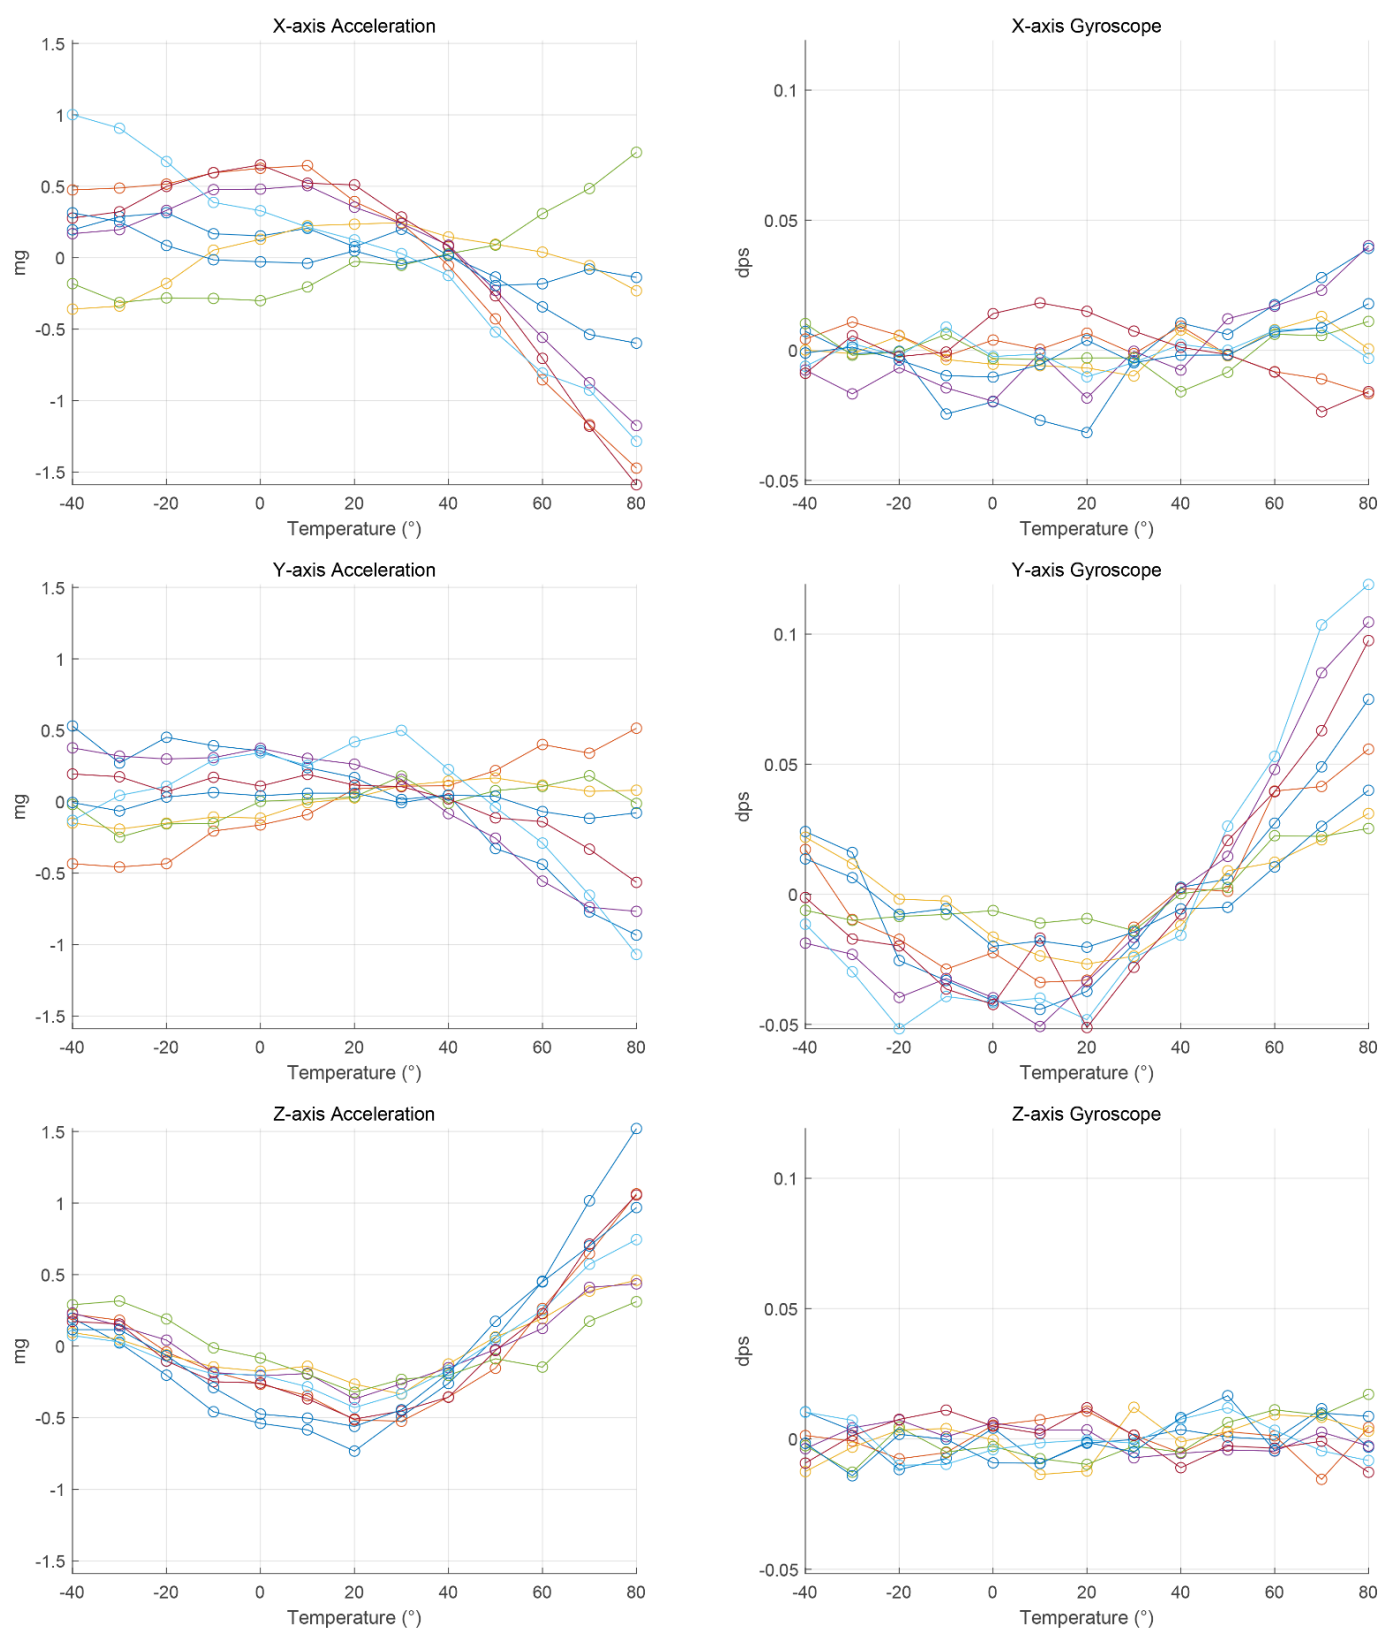 X-axis Acceleration
1.5
1
0.5
0
-0.5
-1
-1.5
mg
-40 -20 0 20 40 60 80
Temperature (°)
X-axis Gyroscope
0.1
0.05
0
-0.05
dps
-40 -20 0 20 40 60 80
Temperature (°)
Y-axis Acceleration
1.5
1
0.5
0
-0.5
-1
-1.5
mg
-40 -20 0 20 40 60 80
Temperature (°)
Y-axis Gyroscope
0.1
0.05
0
-0.05
dps
-40 -20 0 20 40 60 80
Temperature (°)
Z-axis Acceleration
1.5
1
0.5
0
-0.5
-1
-1.5
mg
-40 -20 0 20 40 60 80
Temperature (°)
Z-axis Gyroscope
0.1
0.05
0
-0.05
dps
-40 -20 0 20 40 60 80
Temperature (°)